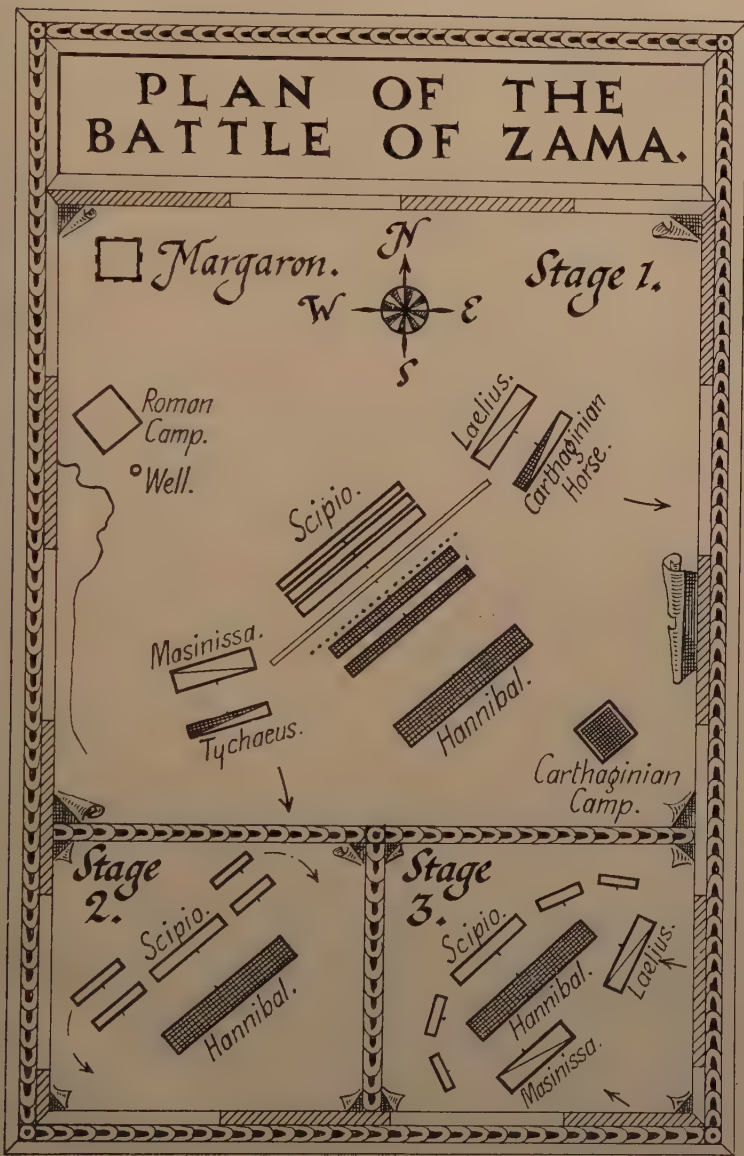 PLAN OF THE
BATTLE OF ZAMA.
Margaron.
N
W
E
S
Stage 1.
Roman
Camp.
Well.
Laelius.
Carthaginian
Horse.
Scipio.
Masinissa.
Tychaeus.
Hannibal.
Carthaginian
Camp.
Stage
2.
Scipio.
Hannibal.
Stage
3.
Scipio.
Hannibal.
Laelius.
Masinissa.